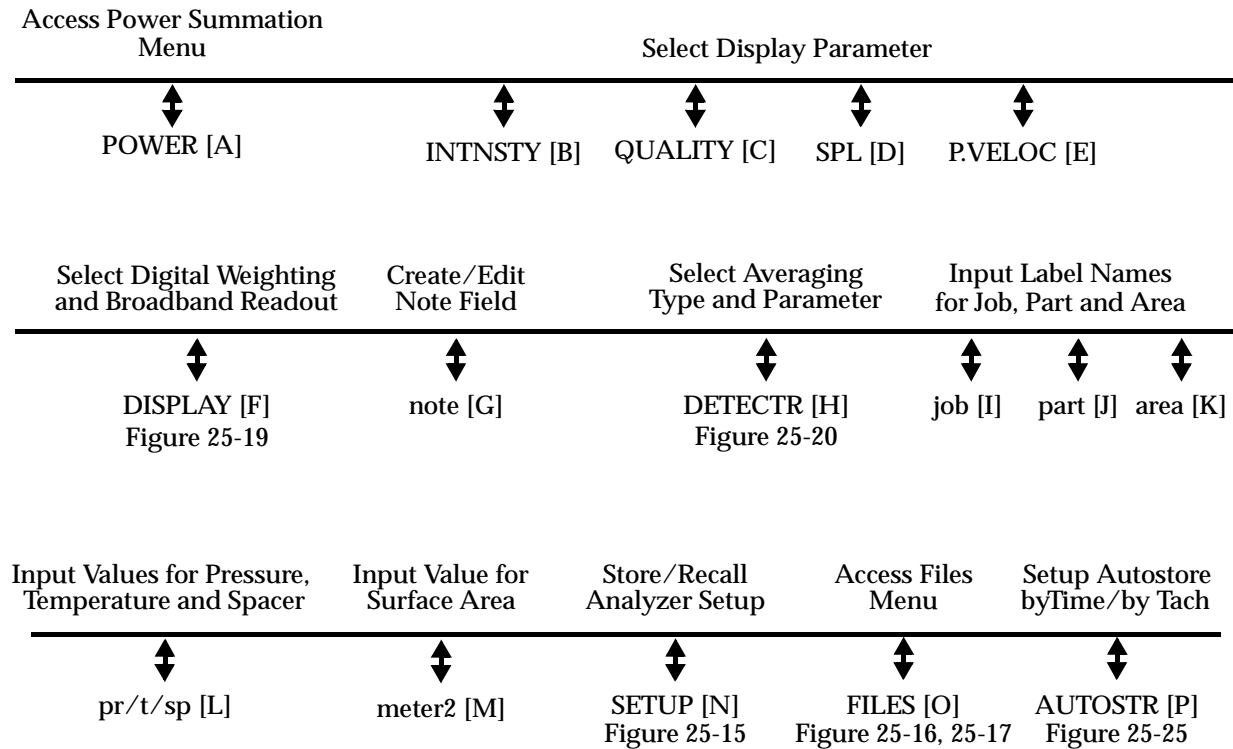 Access Power Summation
Menu
Select Display Parameter
POWER [A]
INTNSTY [B]
QUALITY [C]
SPL [D]
P.VELOC [E]
Select Digital Weighting
and Broadband Readout
Create/Edit
Note Field
Select Averaging
Type and Parameter
Input Label Names
for Job, Part and Area
DISPLAY [F]
Figure 25-19
note [G]
DETECTR [H]
Figure 25-20
job [I]
part [J]
area [K]
Input Values for Pressure,
Temperature and Spacer
Input Value for
Surface Area
Store/Recall
Analyzer Setup
Access Files
Menu
Setup Autostore
byTime/by Tach
pr/t/sp [L]
meter2 [M]
SETUP [N]
Figure 25-15
FILES [O]
Figure 25-16, 25-17
AUTOSTR [P]
Figure 25-25